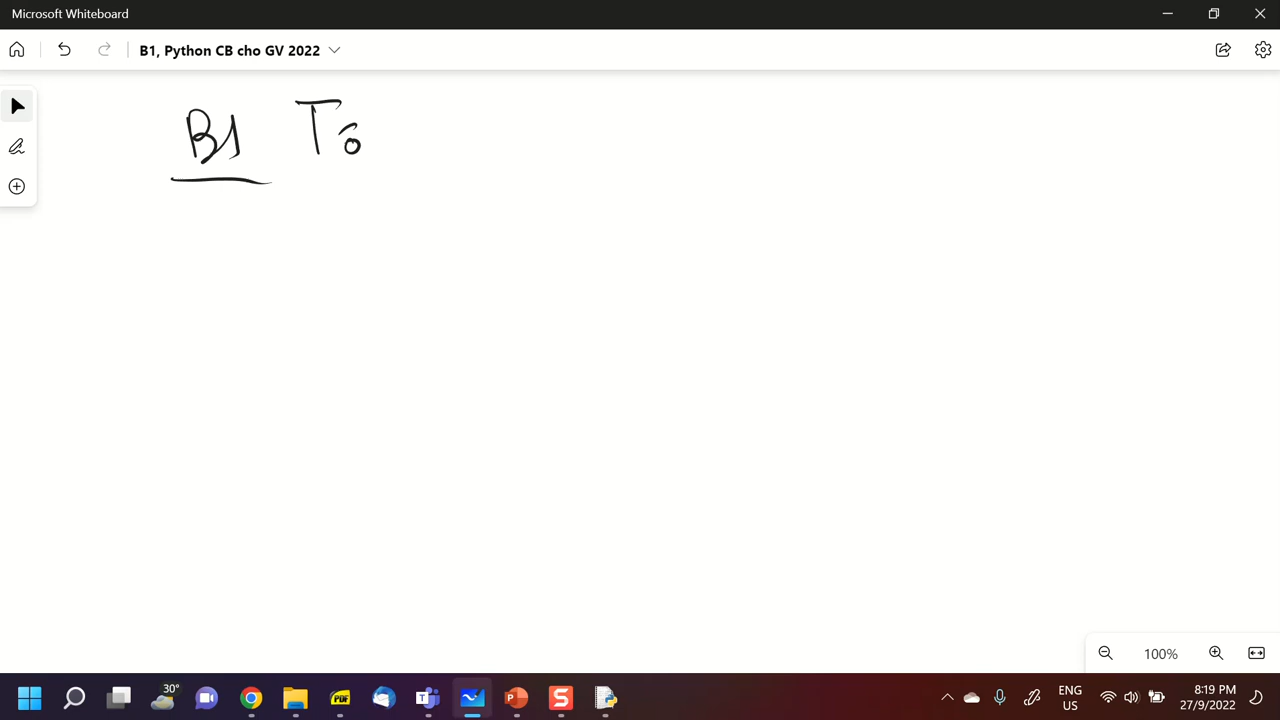 Microsoft Whiteboard
B1, Python CB cho GV 2022
B1 Tô
100%
30°
PDF
T
P
S
ENG
US
8:19 PM
27/9/2022